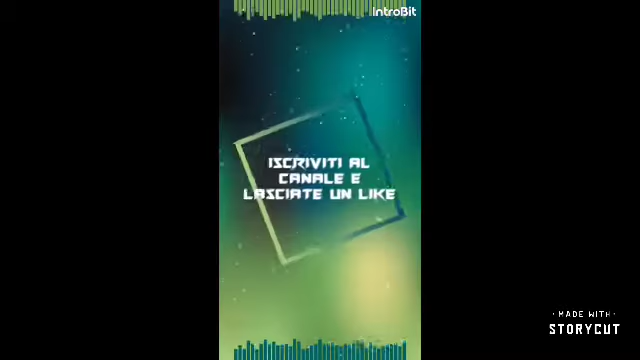 IntroBit
ISCRIVITI AL
CANALE E
LASCIATE UN LIKE
· MADE WITH ·
STORYCUT